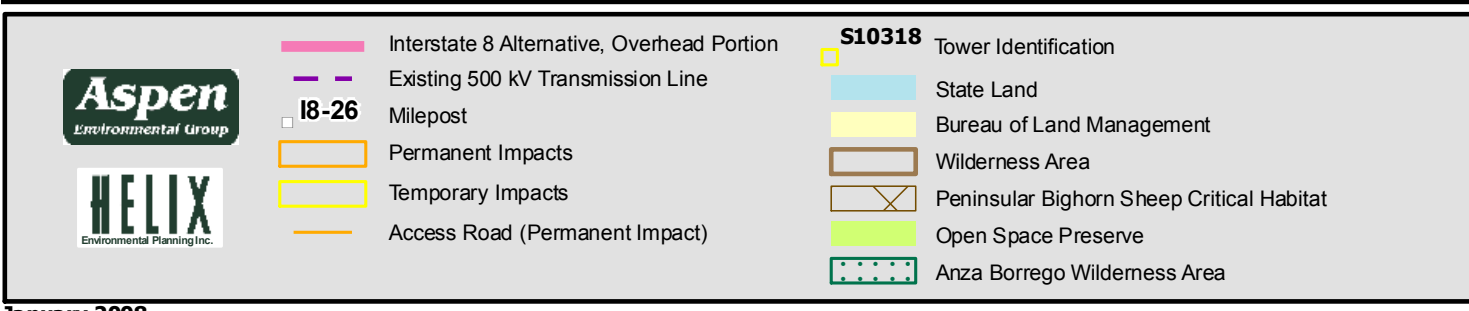 Aspen
Environmental Group
HELIX
Environmental Planning Inc.
Interstate 8 Alternative, Overhead Portion
Existing 500 kV Transmission Line
I8-26 Milepost
Permanent Impacts
Temporary Impacts
Access Road (Permanent Impact)
S10318 Tower Identification
State Land
Bureau of Land Management
Wilderness Area
Peninsular Bighorn Sheep Critical Habitat
Open Space Preserve
Anza Borrego Wilderness Area
January 2008